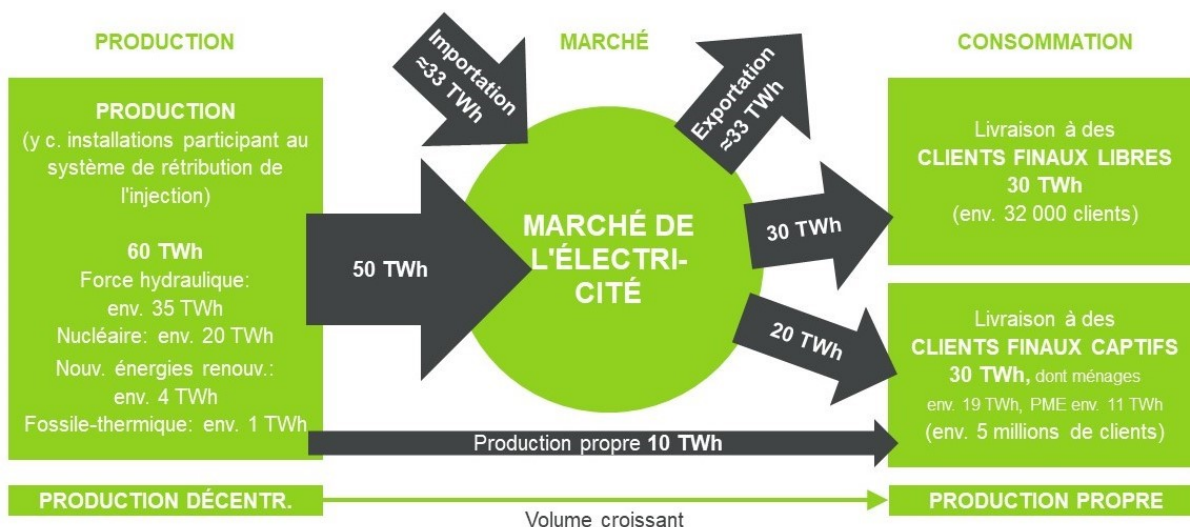 PRODUCTION
PRODUCTION
(y c. installations participant au
système de rétribution de
l'injection)
60 TWh
Force hydraulique:
env. 35 TWh
Nucléaire: env. 20 TWh
Nouv. énergies renouv.:
env. 4 TWh
Fossile-thermique: env. 1 TWh
PRODUCTION DÉCENTR.
MARCHÉ
Importation
≈33 TWh
Exportation
≈33 TWh
50 TWh
MARCHÉ DE
L'ÉLECTRI-
CITÉ
30 TWh
20 TWh
Production propre 10 TWh
Volume croissant
CONSOMMATION
Livraison à des
CLIENTS FINAUX LIBRES
30 TWh
(env. 32 000 clients)
Livraison à des
CLIENTS FINAUX CAPTIFS
30 TWh, dont ménages
env. 19 TWh, PME env. 11 TWh
(env. 5 millions de clients)
PRODUCTION PROPRE